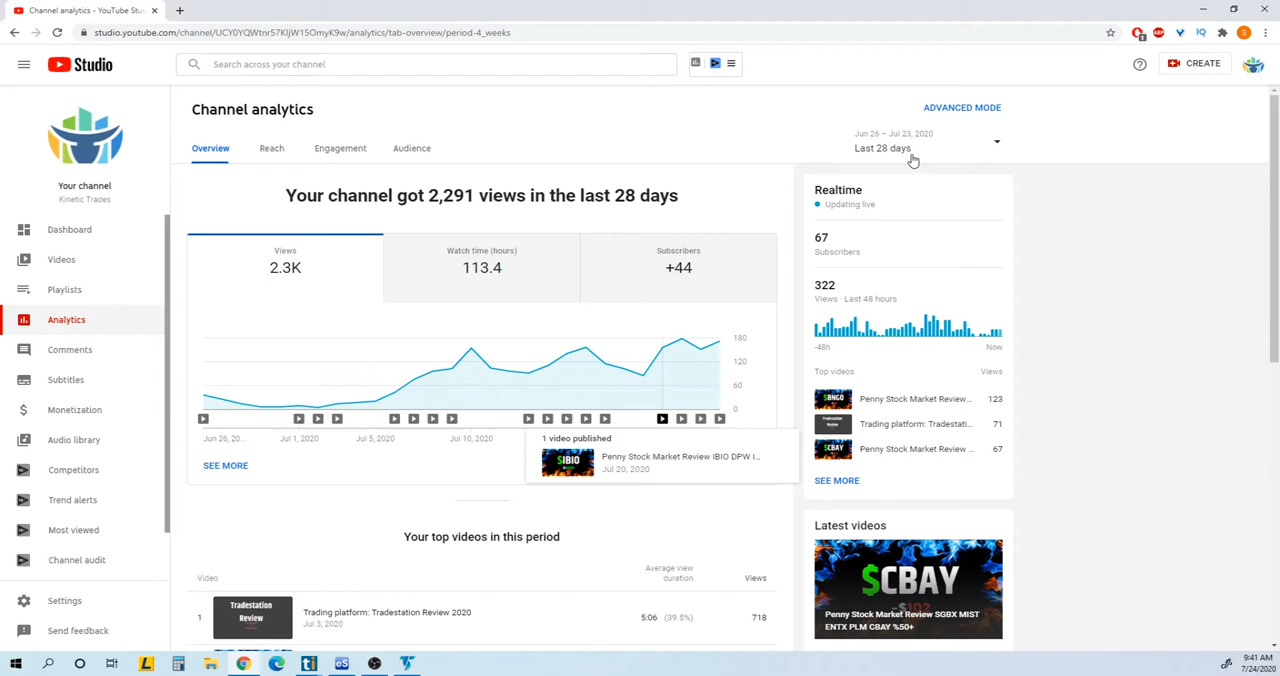 Channel analytics - YouTube Stu
studio.youtube.com/channel/UCY0YQWtnr57KljW15OmyK9w/analytics/tab-overview/period-4_weeks
Studio
Search across your channel
CREATE
Your channel
Kinetic Trades
Dashboard
Videos
Playlists
Analytics
Comments
Subtitles
Monetization
Audio library
Competitors
Trend alerts
Most viewed
Channel audit
Settings
Send feedback
Channel analytics
ADVANCED MODE
Jun 26 – Jul 23, 2020
Last 28 days
Overview Reach Engagement Audience
Your channel got 2,291 views in the last 28 days
Views
2.3K
Watch time (hours)
113.4
Subscribers
+44
180
120
60
0
Jun 26, 20... Jul 1, 2020 Jul 5, 2020 Jul 10, 2020
1 video published
$IBIO
Penny Stock Market Review IBIO DPW I...
Jul 20, 2020
SEE MORE
Your top videos in this period
Video
Average view
duration
Views
1
Tradestation
Review
Trading platform: Tradestation Review 2020
Jul 3, 2020
5:06 (39.5%)
718
Realtime
Updating live
67
Subscribers
322
Views · Last 48 hours
-48h Now
Top videos Views
$BNGO
Penny Stock Market Review... 123
Tradestation
Review
Trading platform: Tradestati... 71
$CBAY
Penny Stock Market Review ... 67
SEE MORE
Latest videos
$CBAY
-$102
Penny Stock Market Review SGBX MIST
ENTX PLM CBAY %50+
9:41 AM
7/24/2020